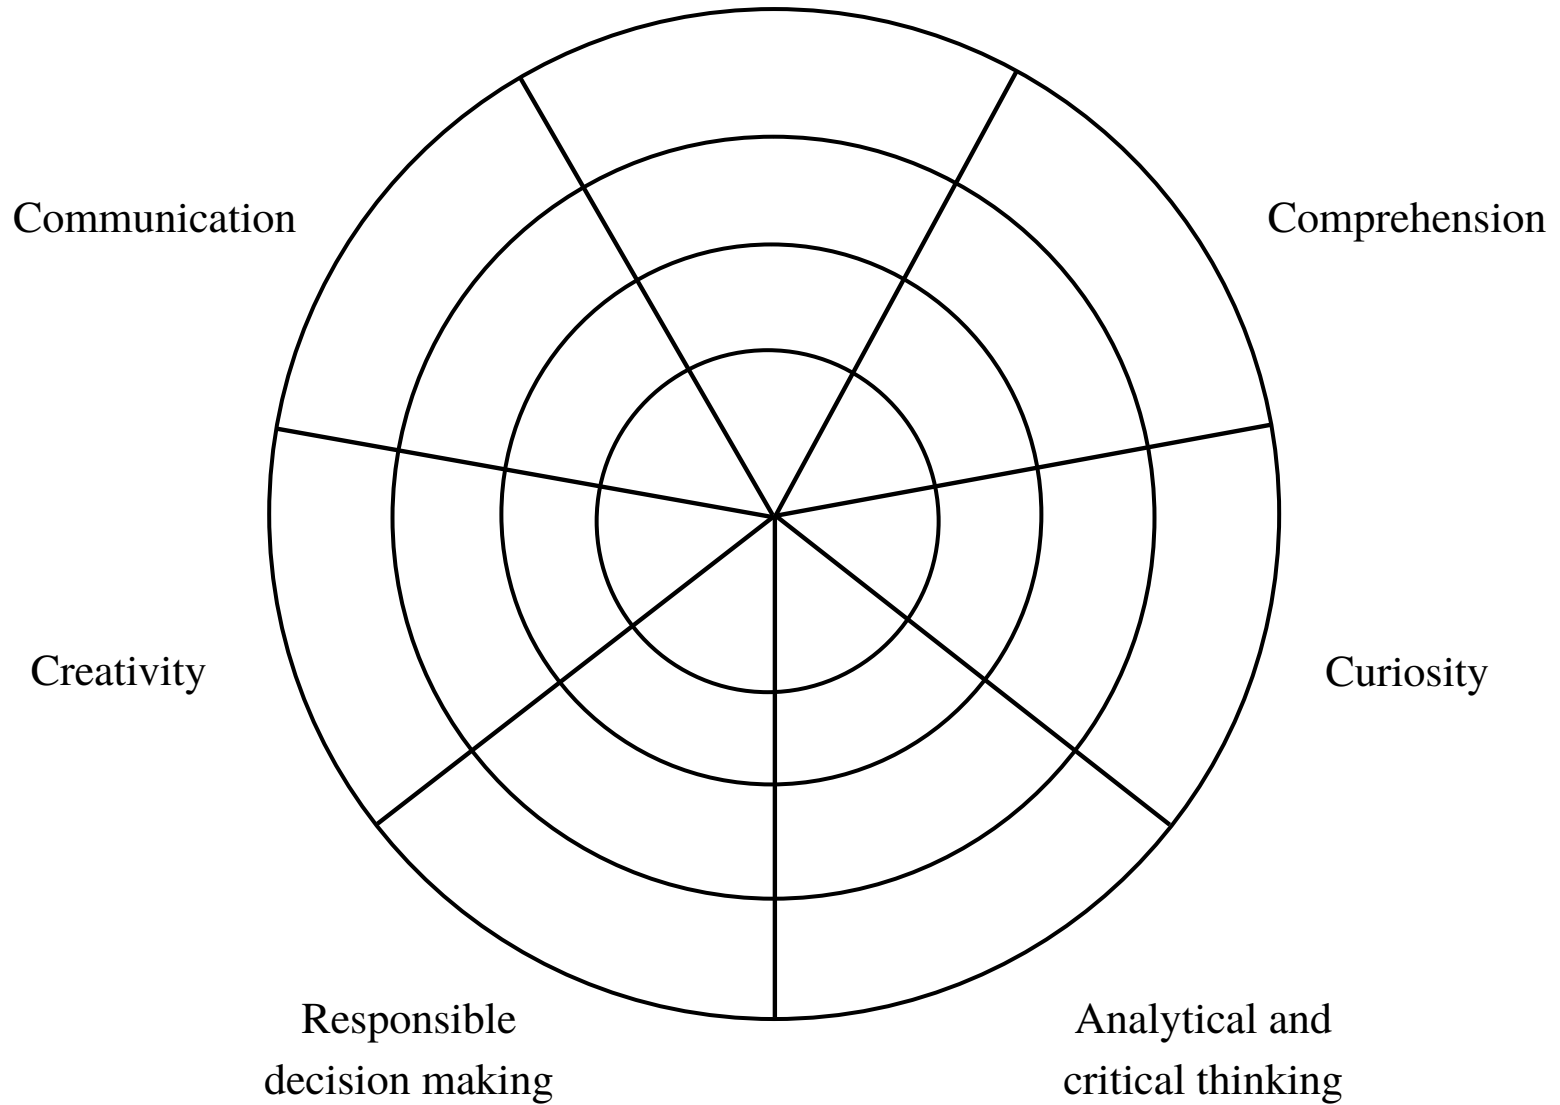 Communication
Comprehension
Creativity
Curiosity
Responsible
decision making
Analytical and
critical thinking